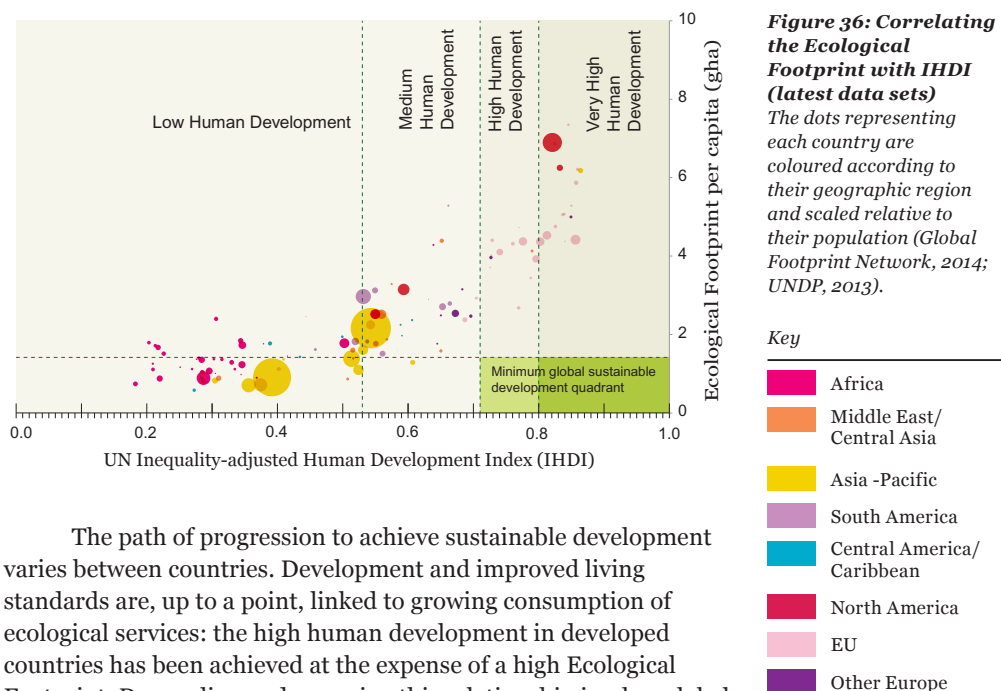 10
8
6
4
2
0
Ecological Footprint per capita (gha)
Low Human Development
Medium
Human
Development
High Human
Development
Very High
Human
Development
Minimum global sustainable
development quadrant
0.0 0.2 0.4 0.6 0.8 1.0
UN Inequality-adjusted Human Development Index (IHDI)
Figure 36: Correlating
the Ecological
Footprint with IHDI
(latest data sets)
The dots representing
each country are
coloured according to
their geographic region
and scaled relative to
their population (Global
Footprint Network, 2014;
UNDP, 2013).
Key
Africa
Middle East/
Central Asia
Asia -Pacific
South America
Central America/
Caribbean
North America
EU
Other Europe
The path of progression to achieve sustainable development
varies between countries. Development and improved living
standards are, up to a point, linked to growing consumption of
ecological services: the high human development in developed
countries has been achieved at the expense of a high Ecological